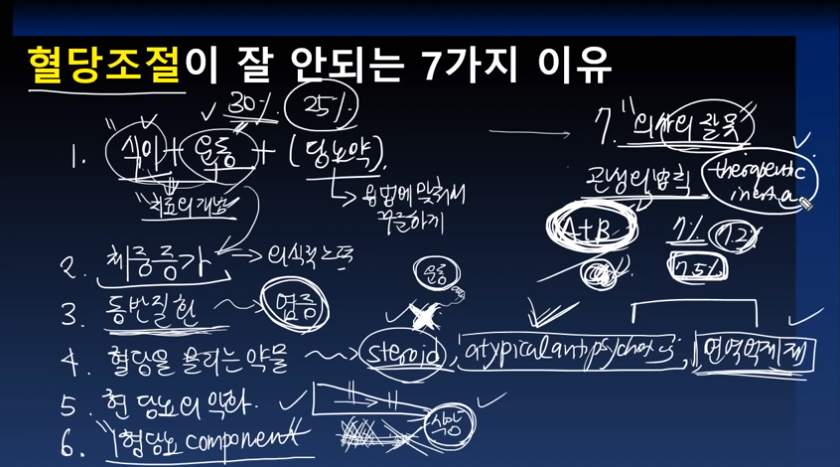 혈당조절이 잘 안되는 7가지 이유
30% 25%
1. 식이 + 운동 + (당뇨약)
"치료의 개념"
→ 용법에 맞춰서
꾸준하게
2. 체중증가 → 의식적 노력
운동
3. 동반질환 염증
4. 혈당을 올리는 약물 steroid, atypical antipsychotics, 면역억제제
5. 현 당뇨의 악화
6. "1형당뇨 component" 식이
7. "의사의 잘못"
관성의 법칙 therapeutic
inertia
A+B 7% 7.2%
7.5%